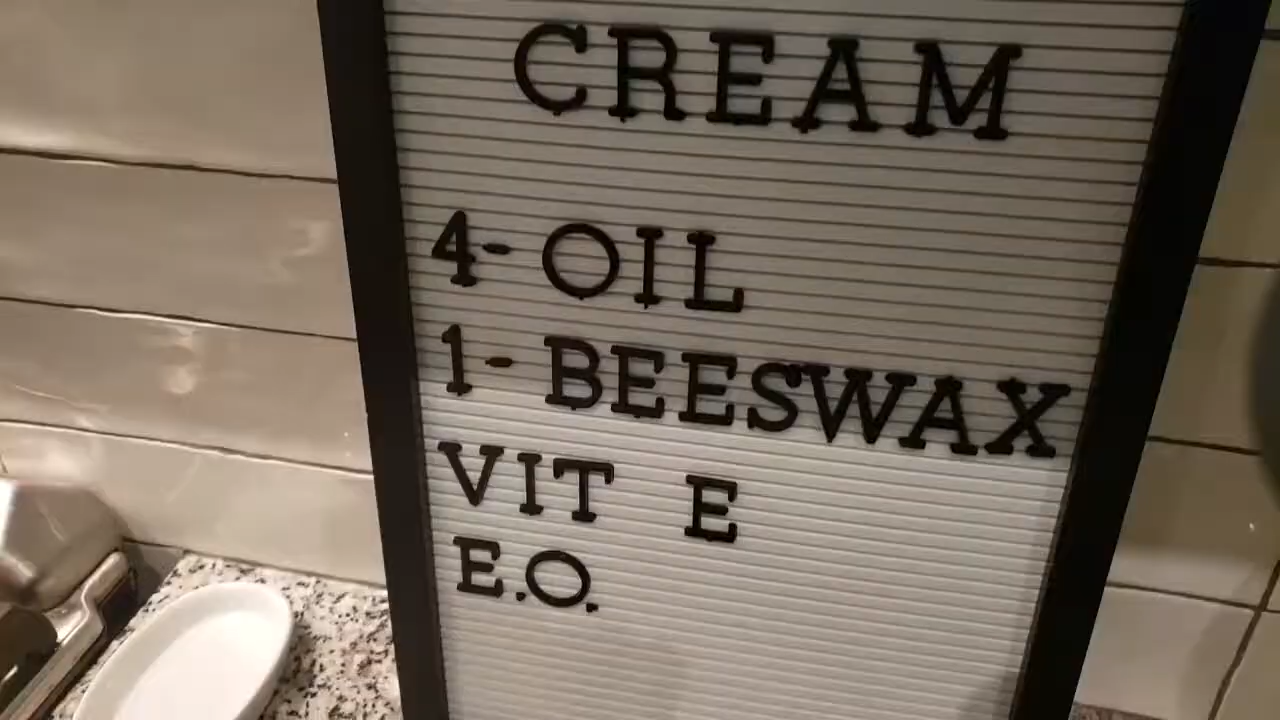 CREAM
4- OIL
1- BEESWAX
VIT E
E.O.